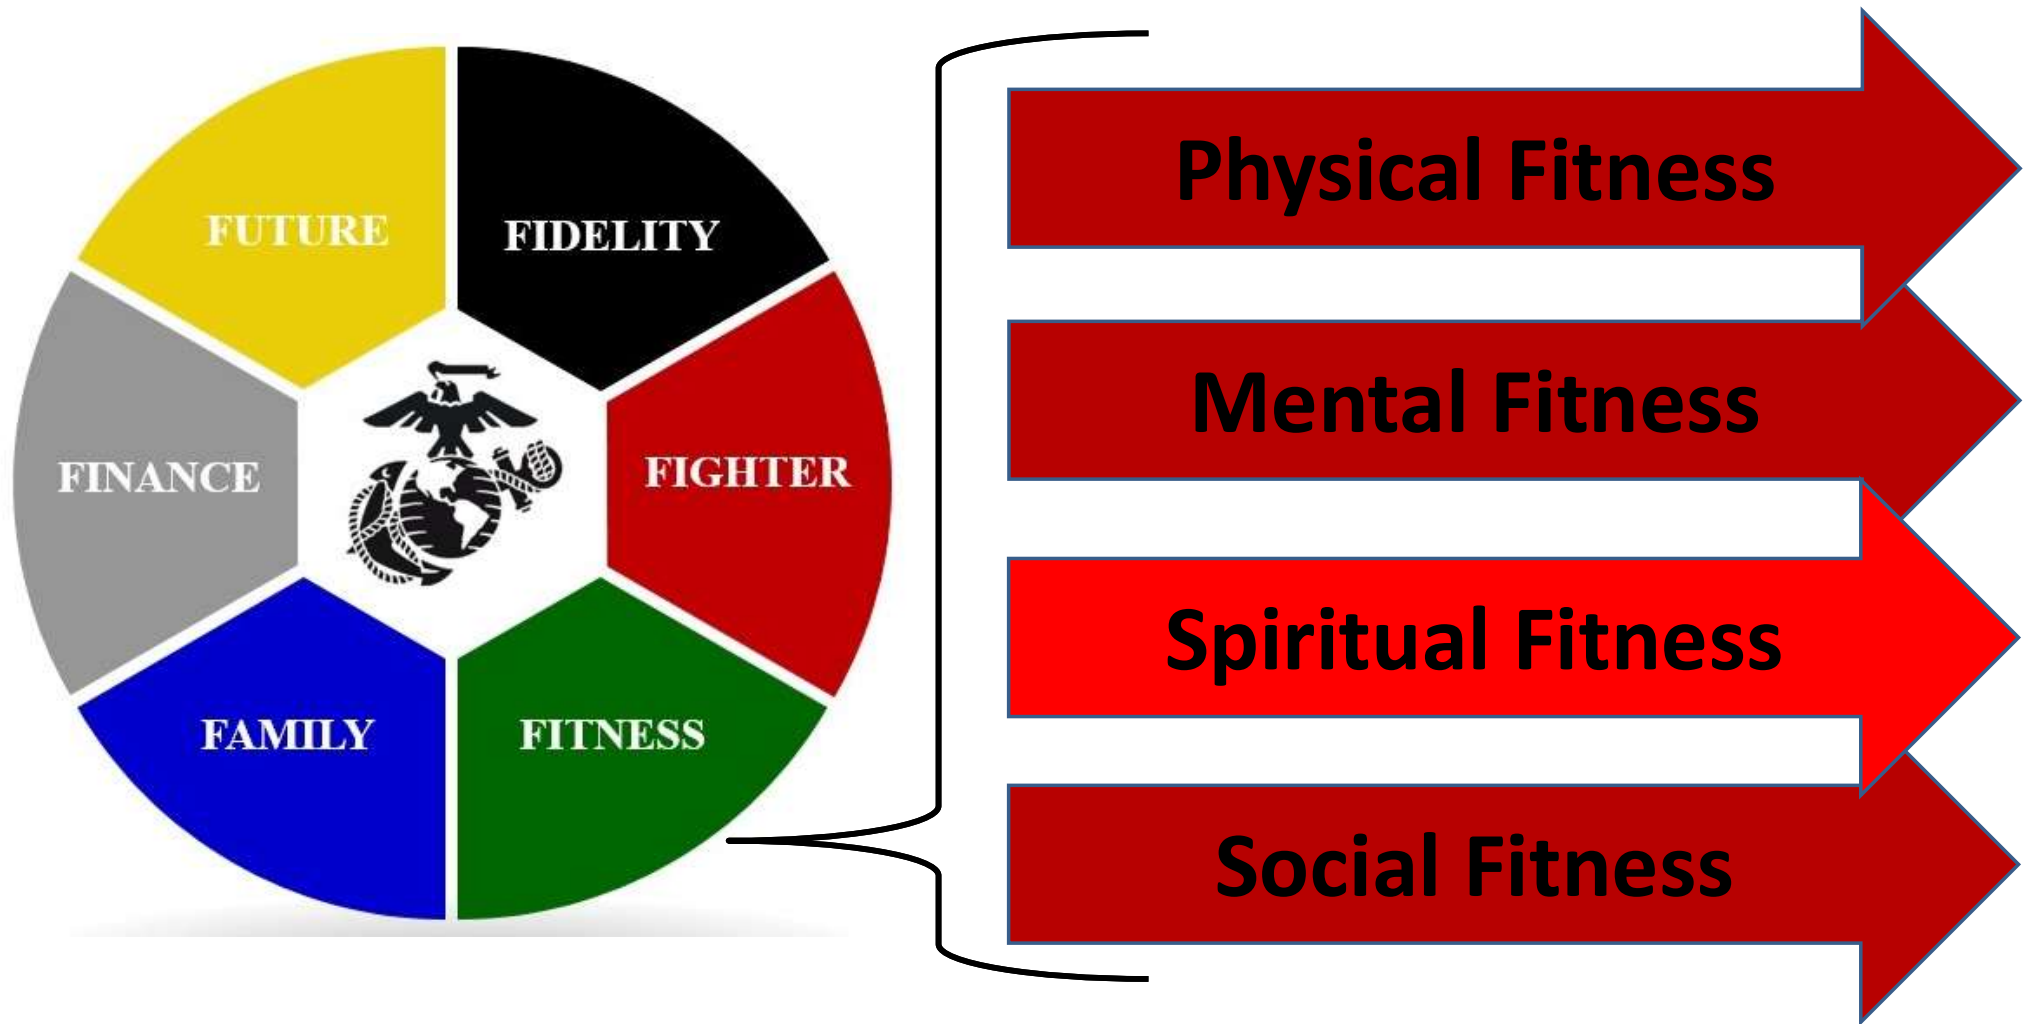 FUTURE
FIDELITY
FINANCE
FIGHTER
FAMILY
FITNESS
Physical Fitness
Mental Fitness
Spiritual Fitness
Social Fitness